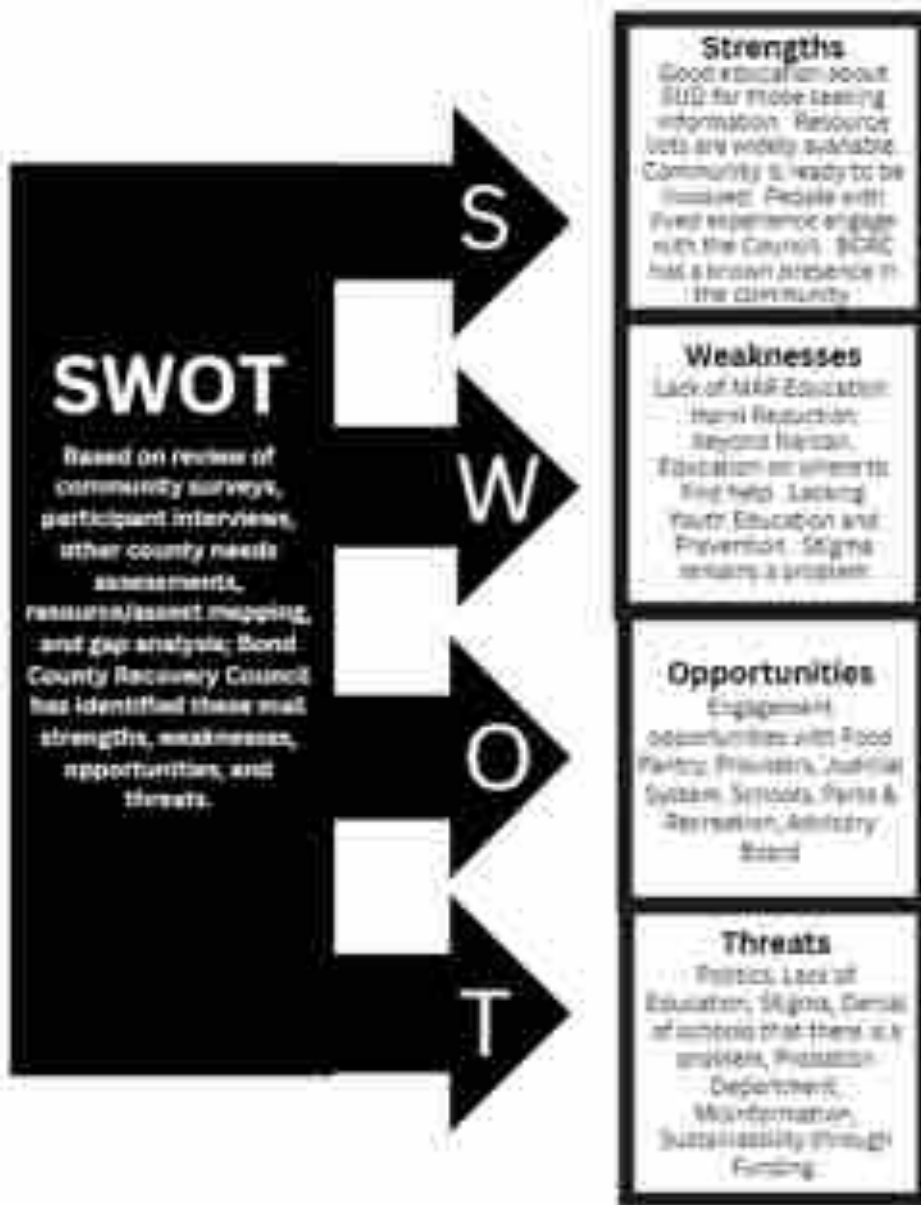 SWOT
Based on review of
community surveys,
participant interviews,
other county needs
assessments,
resource/asset mapping,
and gap analysis; Bond
County Recovery Council
has identified these
strengths, weaknesses,
opportunities, and
threats.
S
W
O
T
Strengths
Good education about
SUD for those seeking
information. Resource
lists are widely available.
Community is ready to be
involved. People with
lived experience engage
with the Council. BCRC
has a known presence in
the community
Weaknesses
Lack of MAR Education
Harm Reduction
beyond Narcan,
Education on where to
find help. Lacking
Youth Education and
Prevention. Stigma
remains a problem
Opportunities
Engagement
opportunities with Food
Pantry, Providers, Judicial
System, Schools, Parks &
Recreation, Advisory
Board
Threats
Politics, Lack of
Education, Stigma, Denial
of schools that there is a
problem, Probation
Department,
Misinformation,
Sustainability through
Funding